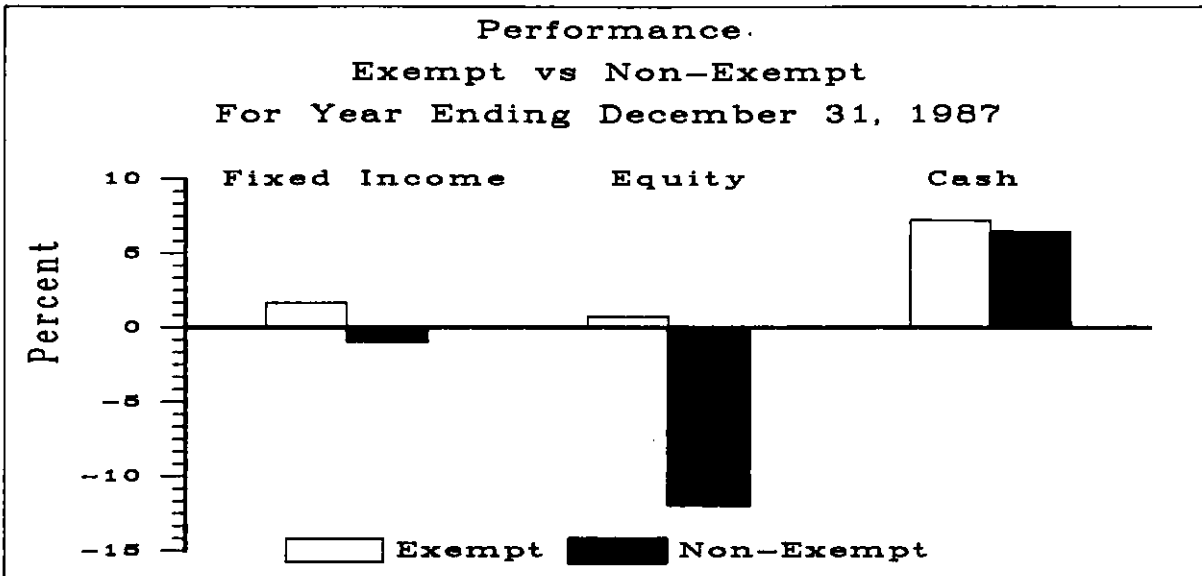 Performance
Exempt vs Non-Exempt
For Year Ending December 31, 1987
Fixed Income Equity Cash
Percent
10
5
0
-5
-10
-15
Exempt Non-Exempt